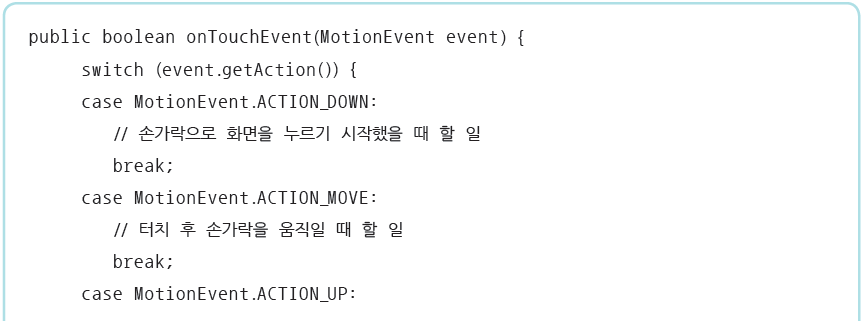 public boolean onTouchEvent(MotionEvent event) {
switch (event.getAction()) {
case MotionEvent.ACTION_DOWN:
// 손가락으로 화면을 누르기 시작했을 때 할 일
break;
case MotionEvent.ACTION_MOVE:
// 터치 후 손가락을 움직일 때 할 일
break;
case MotionEvent.ACTION_UP: